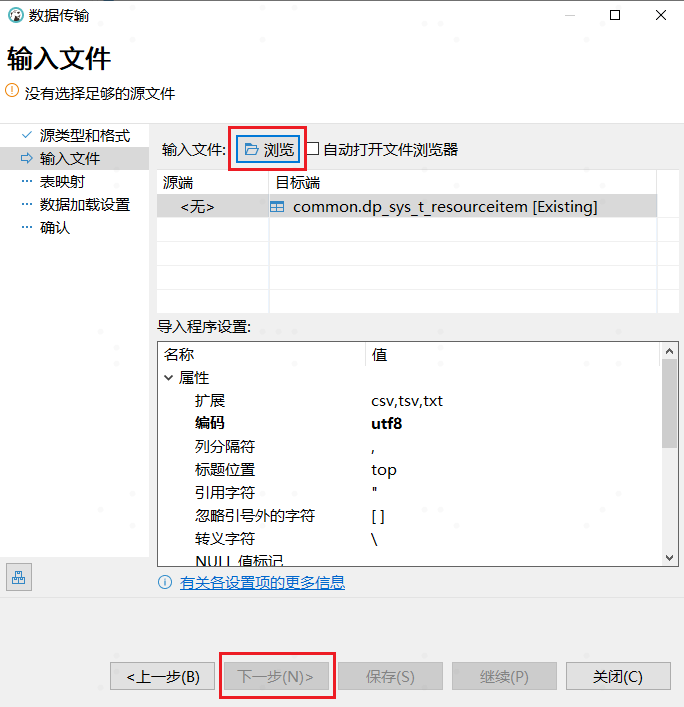 数据传输
输入文件
没有选择足够的源文件
源类型和格式
输入文件
表映射
数据加载设置
确认
输入文件: 浏览 自动打开文件浏览器
源端 目标端
<无> common.dp_sys_t_resourceitem [Existing]
导入程序设置:
名称 值
属性
扩展 csv,tsv,txt
编码 utf8
列分隔符 ,
标题位置 top
引用字符 "
忽略引号外的字符 [ ]
转义字符 \
NULL 值标记
有关各设置项的更多信息
<上一步(B) 下一步(N)> 保存(S) 继续(P) 关闭(C)